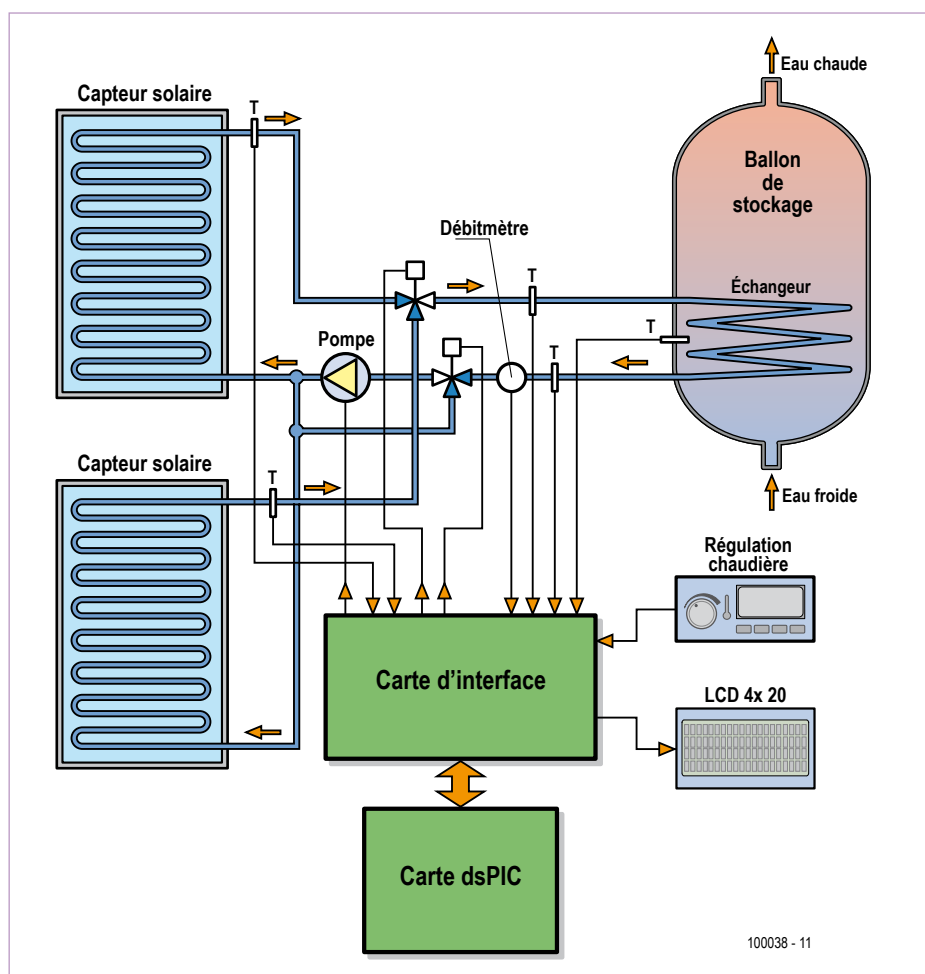 Eau chaude
Capteur solaire
T
Ballon
de
stockage
Débitmètre
T
Échangeur
T
Pompe
T
Capteur solaire
T
Eau froide
Régulation
chaudière
Carte d'interface
LCD 4x 20
Carte dsPIC
100038 - 11